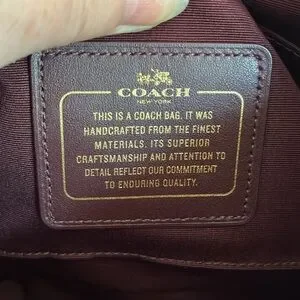 COACH
NEW YORK
THIS IS A COACH BAG. IT WAS
HANDCRAFTED FROM THE FINEST
MATERIALS. ITS SUPERIOR
CRAFTSMANSHIP AND ATTENTION TO
DETAIL REFLECT OUR COMMITMENT
TO ENDURING QUALITY.